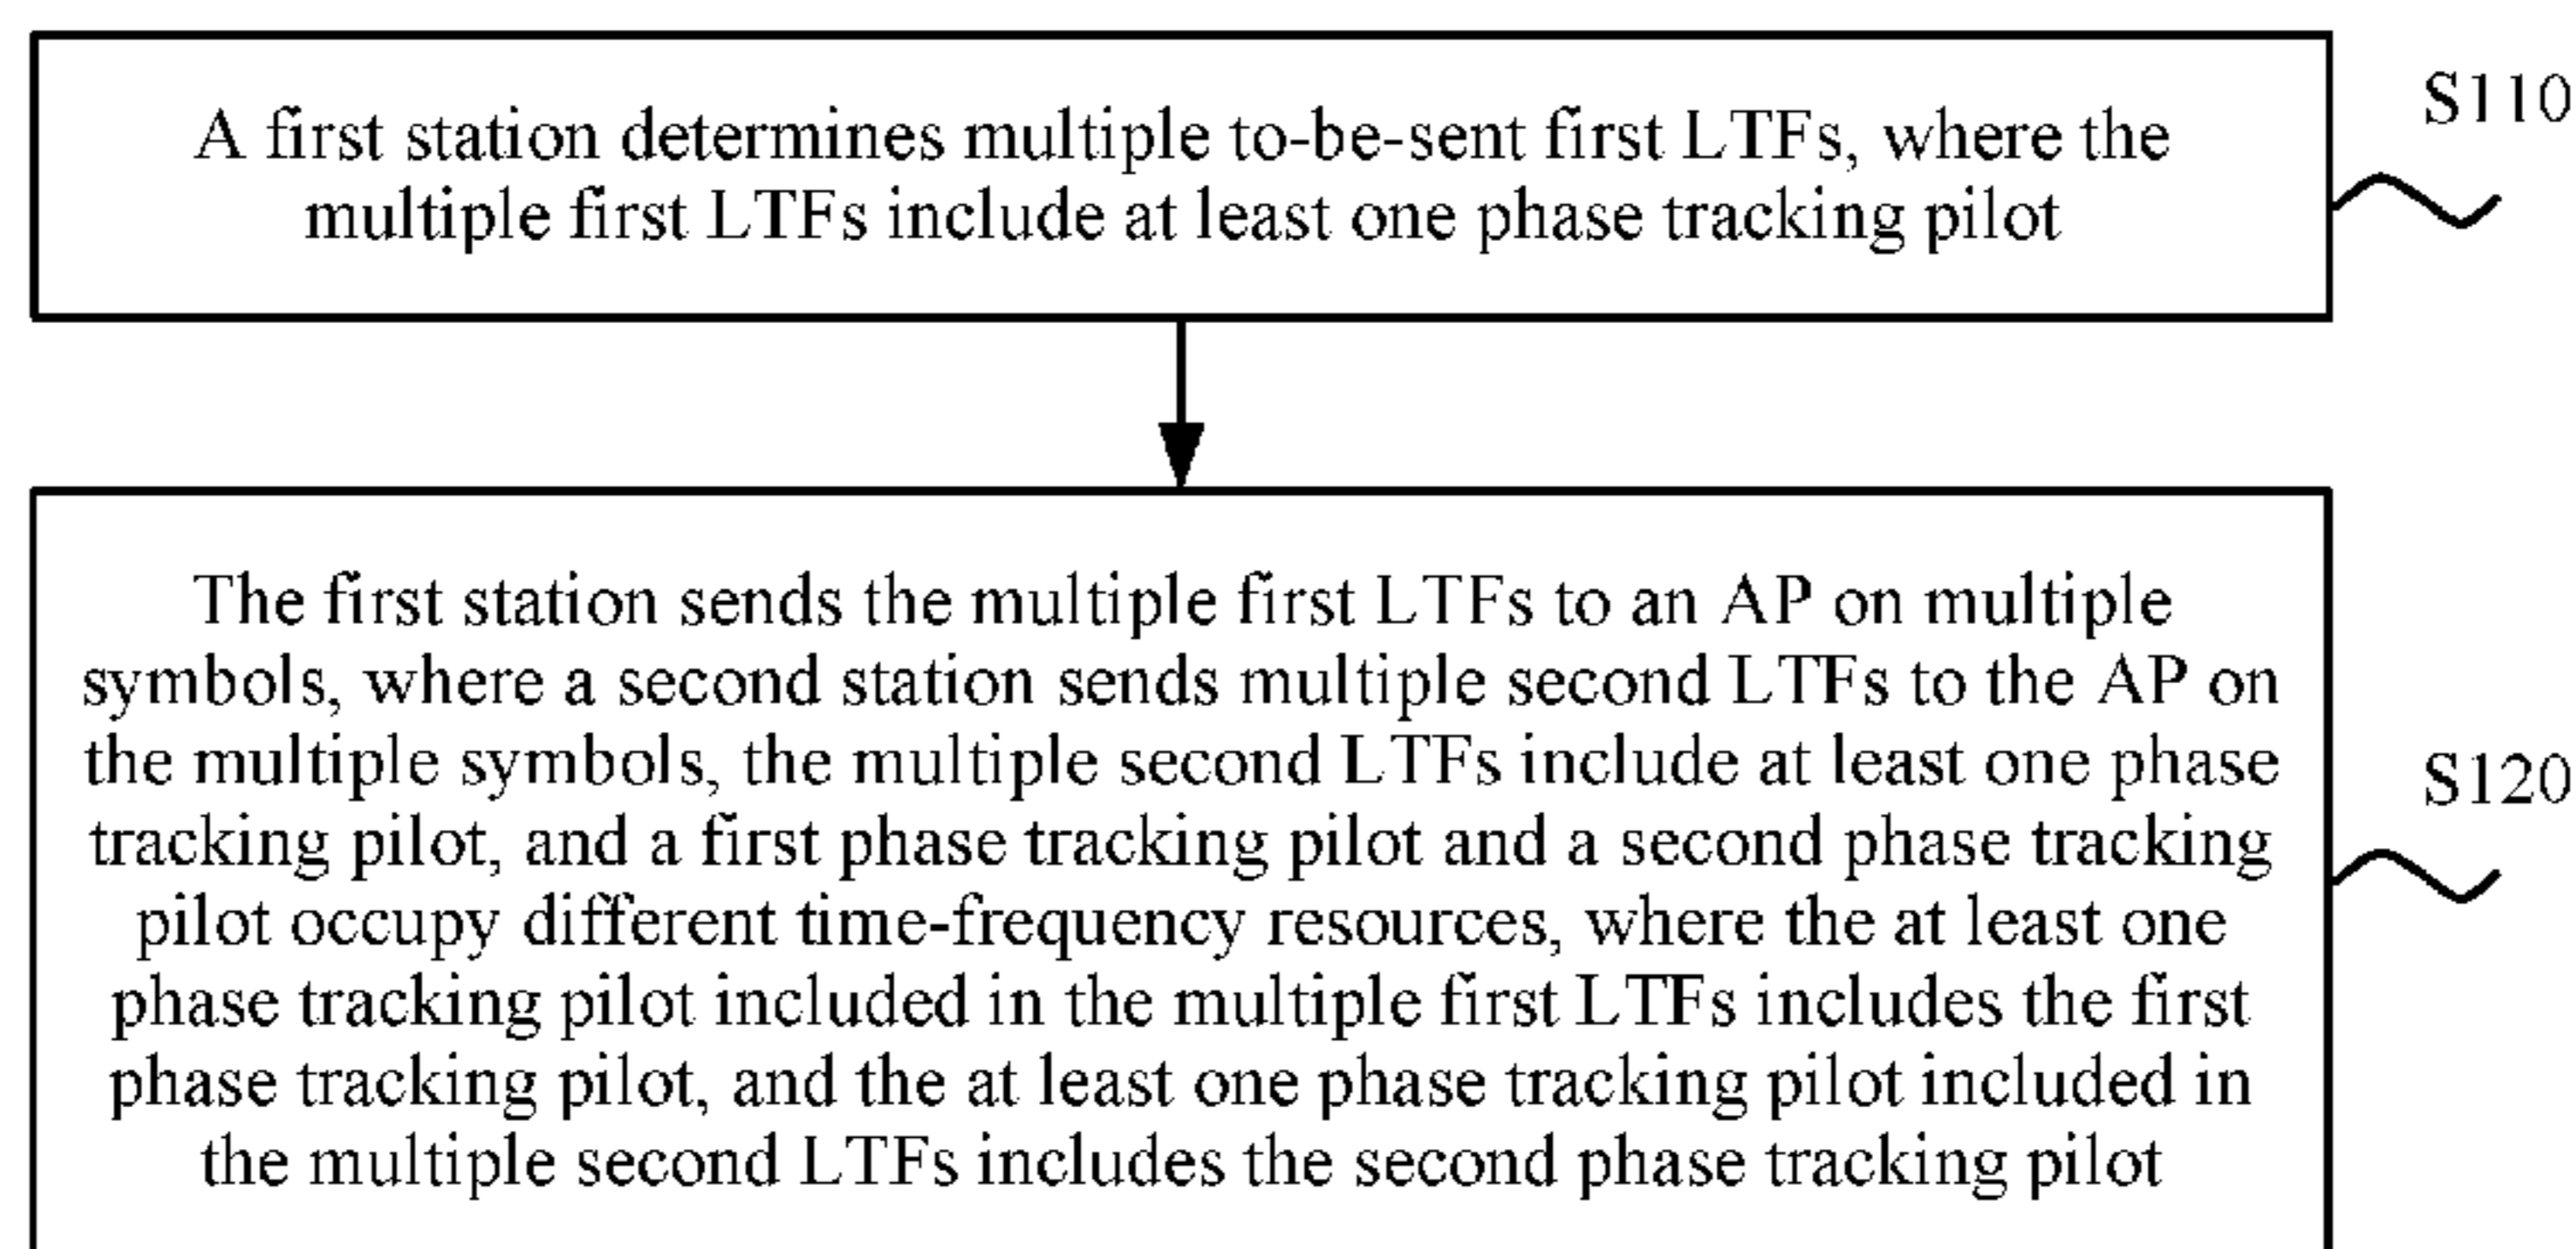 A first station determines multiple to-be-sent first LTFs, where the
multiple first LTFs include at least one phase tracking pilot
S110
The first station sends the multiple first LTFs to an AP on multiple
symbols, where a second station sends multiple second LTFs to the AP on
the multiple symbols, the multiple second LTFs include at least one phase
tracking pilot, and a first phase tracking pilot and a second phase tracking
pilot occupy different time-frequency resources, where the at least one
phase tracking pilot included in the multiple first LTFs includes the first
phase tracking pilot, and the at least one phase tracking pilot included in
the multiple second LTFs includes the second phase tracking pilot
S120